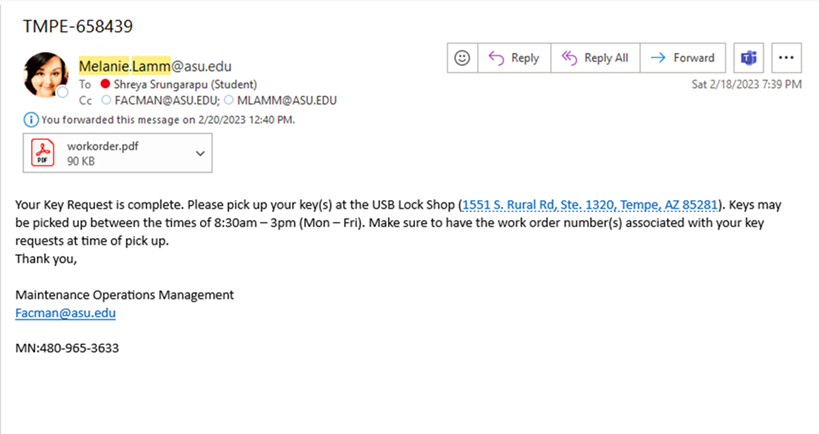 TMPE-658439
Melanie.Lamm@asu.edu
Reply
Reply All
Forward
To Shreya Srungarapu (Student)
Sat 2/18/2023 7:39 PM
Cc FACMAN@ASU.EDU; MLAMM@ASU.EDU
You forwarded this message on 2/20/2023 12:40 PM.
PDF
workorder.pdf
90 KB
Your Key Request is complete. Please pick up your key(s) at the USB Lock Shop (1551 S. Rural Rd, Ste. 1320, Tempe, AZ 85281). Keys may
be picked up between the times of 8:30am – 3pm (Mon – Fri). Make sure to have the work order number(s) associated with your key
requests at time of pick up.
Thank you,
Maintenance Operations Management
Facman@asu.edu
MN:480-965-3633